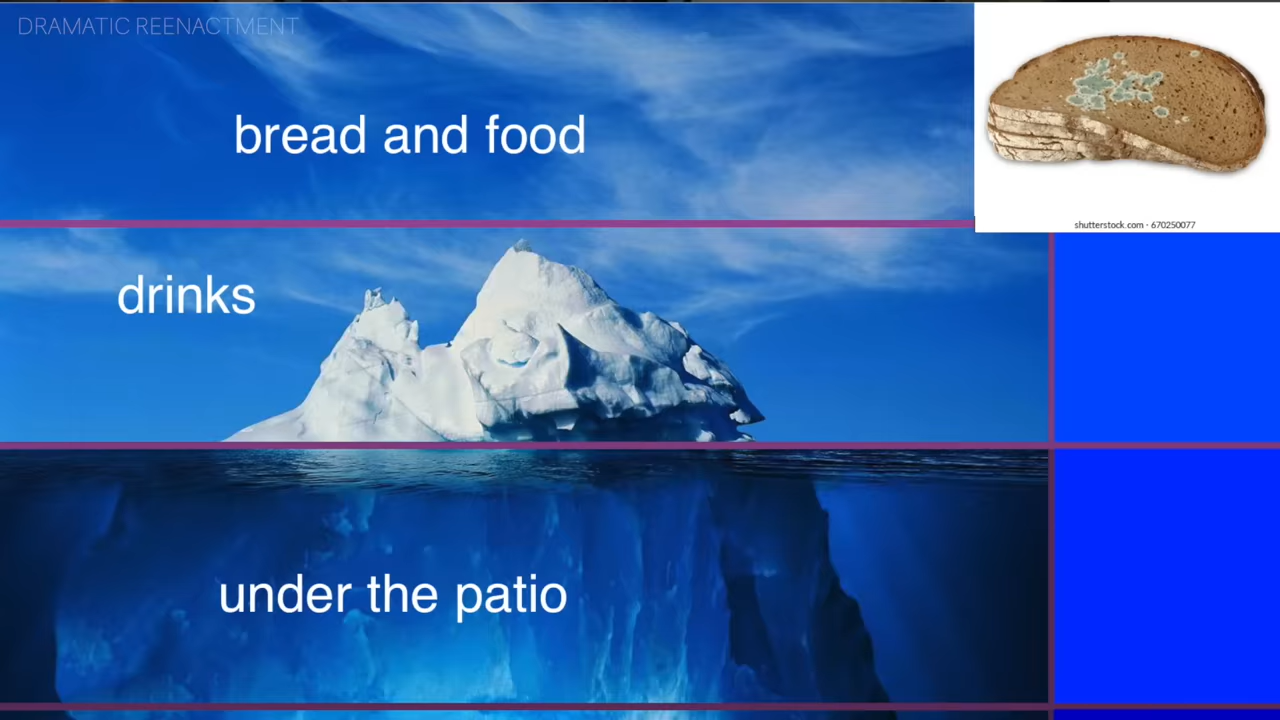 DRAMATIC REENACTMENT
bread and food
shutterstock.com · 670250077
drinks
under the patio